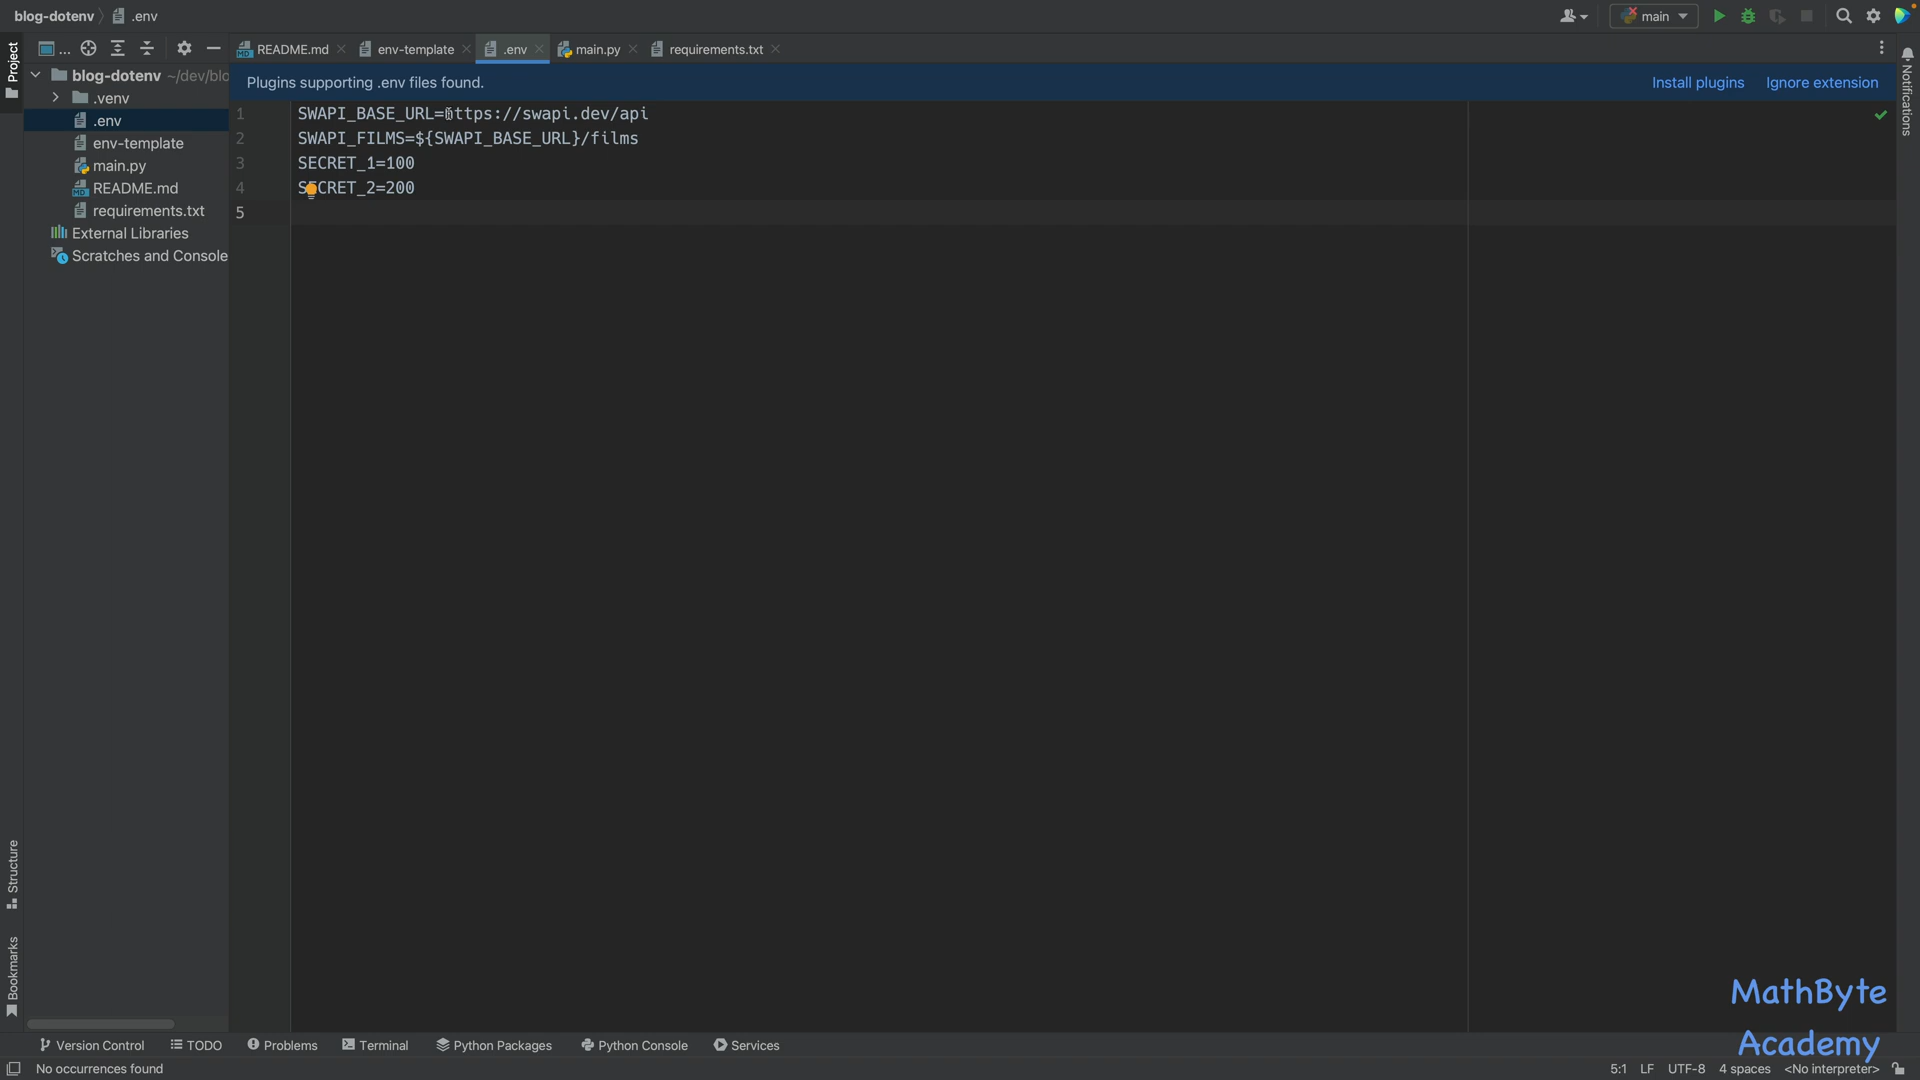 blog-dotenv
.env
main
Project
...
README.md
env-template
.env
main.py
requirements.txt
Notifications
blog-dotenv ~/dev/blo
.venv
.env
env-template
main.py
README.md
requirements.txt
External Libraries
Scratches and Console
Plugins supporting .env files found.
Install plugins
Ignore extension
1 SWAPI_BASE_URL=https://swapi.dev/api
2 SWAPI_FILMS=${SWAPI_BASE_URL}/films
3 SECRET_1=100
4 SECRET_2=200
5
Structure
Bookmarks
MathByte
Academy
Version Control
TODO
Problems
Terminal
Python Packages
Python Console
Services
No occurrences found
5:1
LF
UTF-8
4 spaces
<No interpreter>